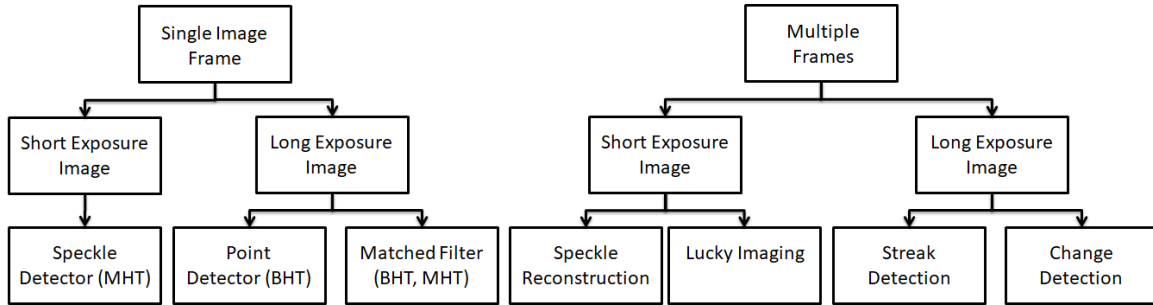 Single Image
Frame
Multiple
Frames
Short Exposure
Image
Long Exposure
Image
Short Exposure
Image
Long Exposure
Image
Speckle
Detector (MHT)
Point
Detector (BHT)
Matched Filter
(BHT, MHT)
Speckle
Reconstruction
Lucky Imaging
Streak
Detection
Change
Detection